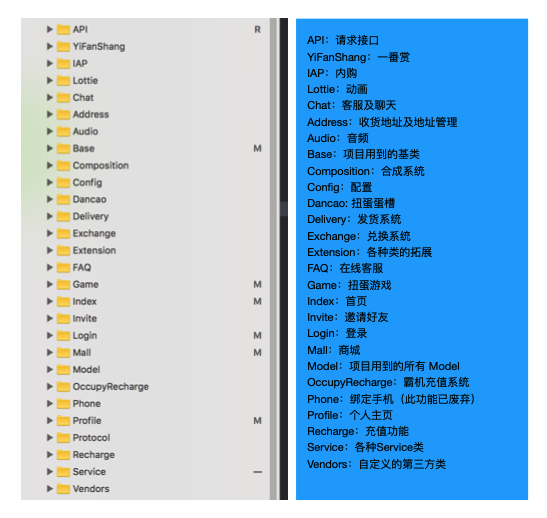 API R
YiFanShang
IAP
Lottie
Chat
Address
Audio
Base M
Composition
Config
Dancao
Delivery
Exchange
Extension
FAQ
Game M
Index M
Invite
Login M
Mall M
Model
OccupyRecharge
Phone
Profile M
Protocol
Recharge
Service —
Vendors
API：请求接口
YiFanShang：一番赏
IAP：内购
Lottie：动画
Chat：客服及聊天
Address：收货地址及地址管理
Audio：音频
Base：项目用到的基类
Composition：合成系统
Config：配置
Dancao: 扭蛋蛋槽
Delivery：发货系统
Exchange：兑换系统
Extension：各种类的拓展
FAQ：在线客服
Game：扭蛋游戏
Index：首页
Invite：邀请好友
Login：登录
Mall：商城
Model：项目用到的所有 Model
OccupyRecharge：霸机充值系统
Phone：绑定手机（此功能已废弃）
Profile：个人主页
Recharge：充值功能
Service：各种Service类
Vendors：自定义的第三方类